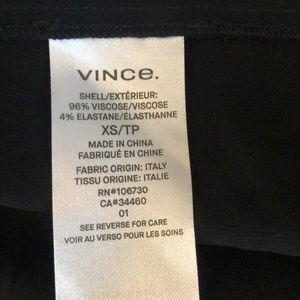 VINCE.
SHELL/EXTÉRIEUR:
96% VISCOSE/VISCOSE
4% ELASTANE/ÉLASTHANNE
XS/TP
MADE IN CHINA
FABRIQUÉ EN CHINE
FABRIC ORIGIN: ITALY
TISSU ORIGINE: ITALIE
RN#106730
CA#34460
01
SEE REVERSE FOR CARE
VOIR AU VERSO POUR LES SOINS